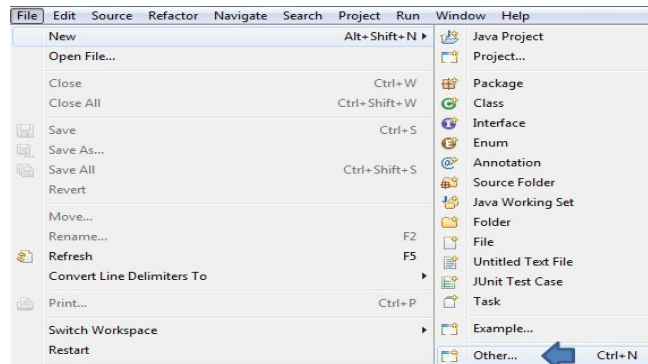 File Edit Source Refactor Navigate Search Project Run Window Help
New Alt+Shift+N
Open File...
Close Ctrl+W
Close All Ctrl+Shift+W
Save Ctrl+S
Save As...
Save All Ctrl+Shift+S
Revert
Move...
Rename... F2
Refresh F5
Convert Line Delimiters To
Print... Ctrl+P
Switch Workspace
Restart
Java Project
Project...
Package
Class
Interface
Enum
Annotation
Source Folder
Java Working Set
Folder
File
Untitled Text File
JUnit Test Case
Task
Example...
Other... Ctrl+N